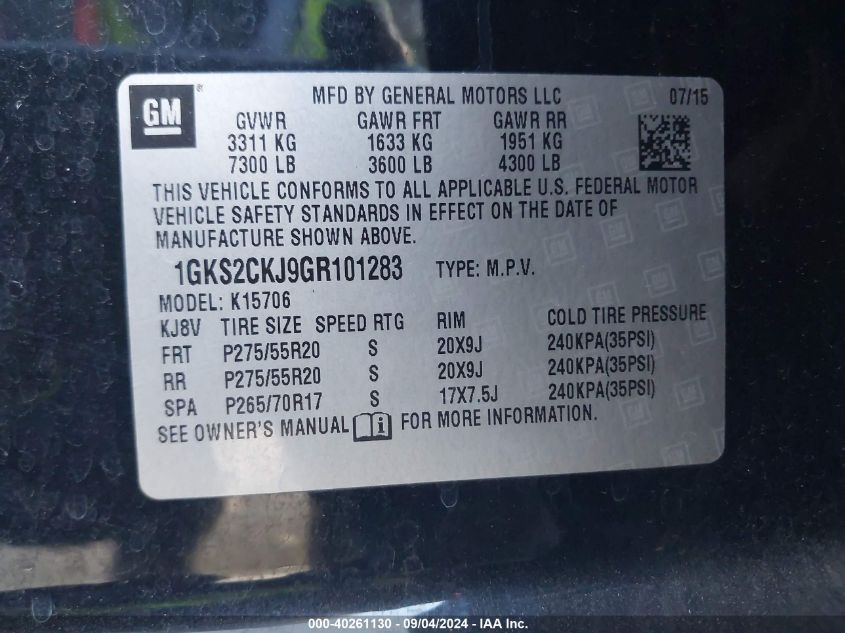 GM®
MFD BY GENERAL MOTORS LLC 07/15
GVWR GAWR FRT GAWR RR
3311 KG 1633 KG 1951 KG
7300 LB 3600 LB 4300 LB
THIS VEHICLE CONFORMS TO ALL APPLICABLE U.S. FEDERAL MOTOR
VEHICLE SAFETY STANDARDS IN EFFECT ON THE DATE OF
MANUFACTURE SHOWN ABOVE.
1GKS2CKJ9GR101283 TYPE: M.P.V.
MODEL: K15706
KJ8V TIRE SIZE SPEED RTG RIM COLD TIRE PRESSURE
FRT P275/55R20 S 20X9J 240KPA(35PSI)
RR P275/55R20 S 20X9J 240KPA(35PSI)
SPA P265/70R17 S 17X7.5J 240KPA(35PSI)
SEE OWNER'S MANUAL i FOR MORE INFORMATION.
000-40261130 - 09/04/2024 - IAA Inc.